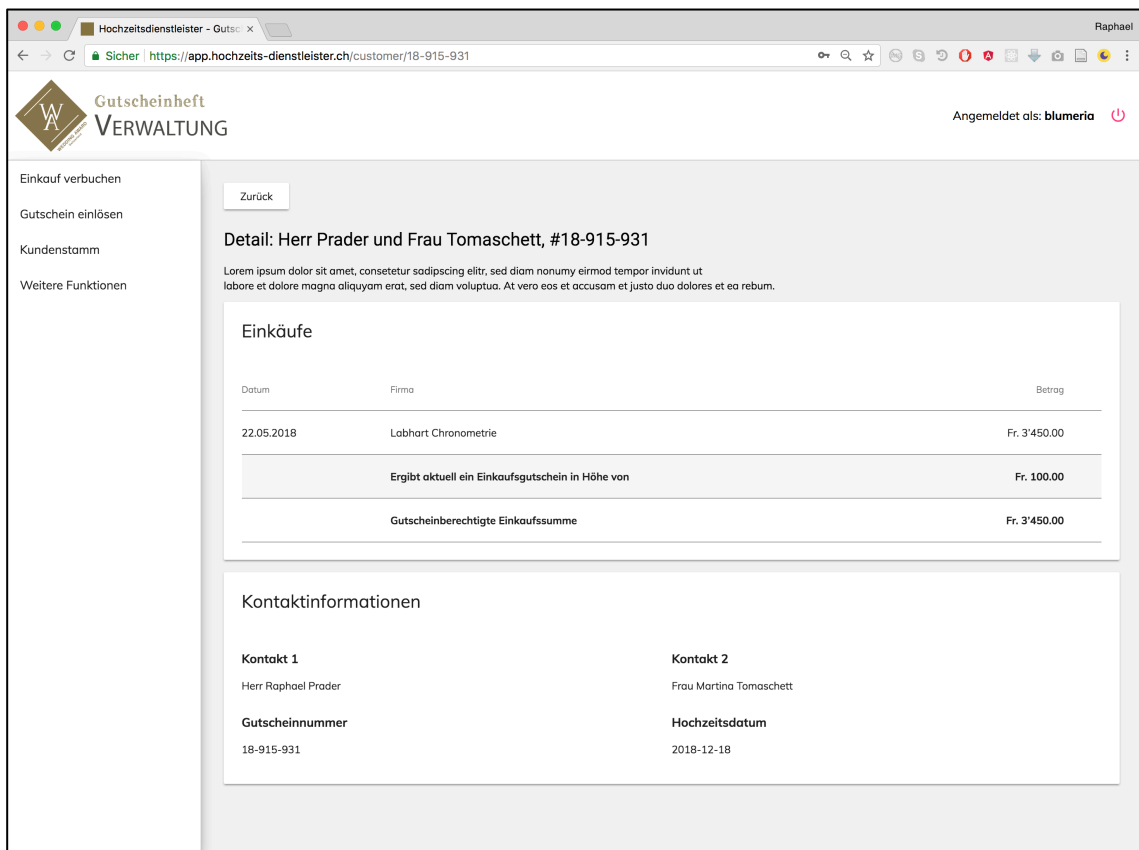 Hochzeitsdienstleister - Gutsc
Raphael
Sicher https://app.hochzeits-dienstleister.ch/customer/18-915-931
WA
WEDDING AWARD
Gutscheinheft
VERWALTUNG
Angemeldet als: blumeria
Einkauf verbuchen
Gutschein einlösen
Kundenstamm
Weitere Funktionen
Zurück
Detail: Herr Prader und Frau Tomaschett, #18-915-931
Lorem ipsum dolor sit amet, consetetur sadipscing elitr, sed diam nonumy eirmod tempor invidunt ut
labore et dolore magna aliquyam erat, sed diam voluptua. At vero eos et accusam et justo duo dolores et ea rebum.
Einkäufe
Datum Firma Betrag
22.05.2018 Labhart Chronometrie Fr. 3'450.00
Ergibt aktuell ein Einkaufsgutschein in Höhe von Fr. 100.00
Gutscheinberechtigte Einkaufssumme Fr. 3'450.00
Kontaktinformationen
Kontakt 1 Kontakt 2
Herr Raphael Prader Frau Martina Tomaschett
Gutscheinnummer Hochzeitsdatum
18-915-931 2018-12-18